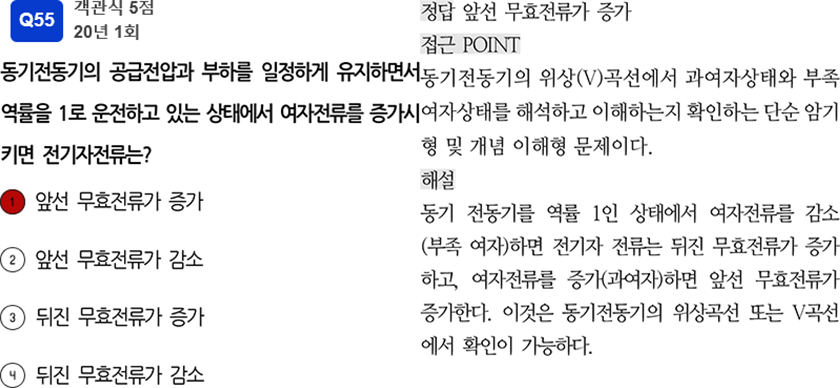 Q55
객관식 5점
20년 1회
동기전동기의 공급전압과 부하를 일정하게 유지하면서
역률을 1로 운전하고 있는 상태에서 여자전류를 증가시
키면 전기자전류는?
1 앞선 무효전류가 증가
2 앞선 무효전류가 감소
3 뒤진 무효전류가 증가
4 뒤진 무효전류가 감소
정답 앞선 무효전류가 증가
접근 POINT
동기전동기의 위상(V)곡선에서 과여자상태와 부족
여자상태를 해석하고 이해하는지 확인하는 단순 암기
형 및 개념 이해형 문제이다.
해설
동기 전동기를 역률 1인 상태에서 여자전류를 감소
(부족 여자)하면 전기자 전류는 뒤진 무효전류가 증가
하고, 여자전류를 증가(과여자)하면 앞선 무효전류가
증가한다. 이것은 동기전동기의 위상곡선 또는 V곡선
에서 확인이 가능하다.